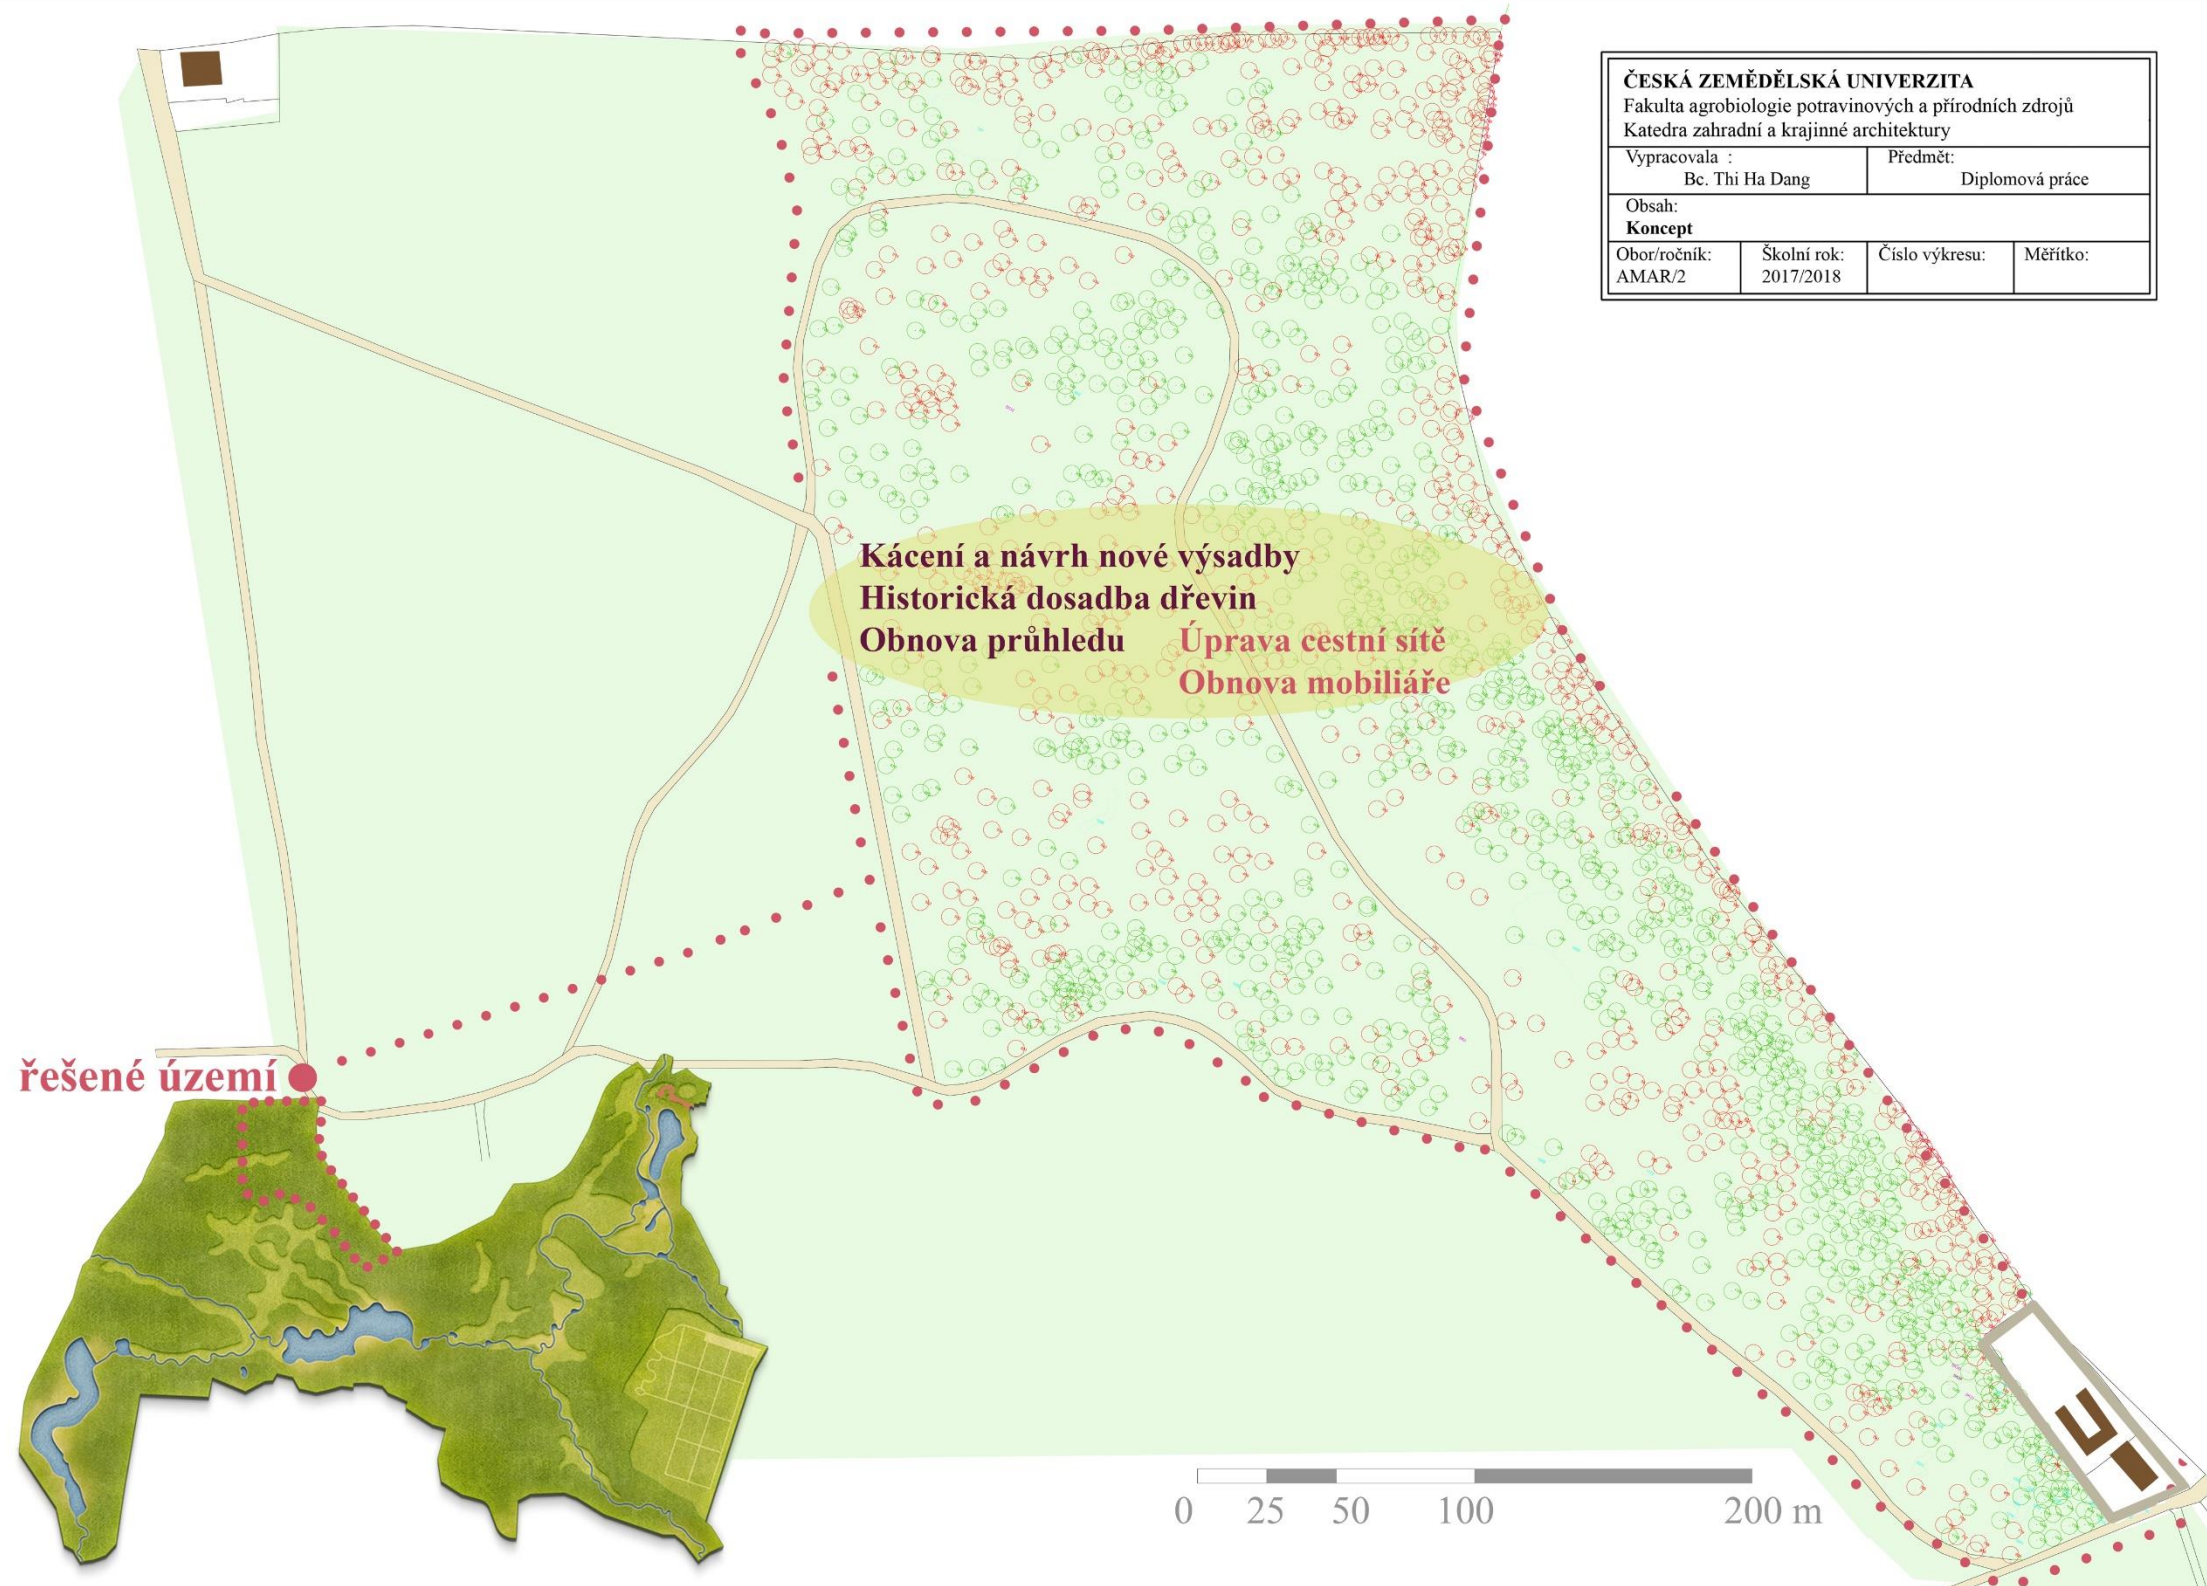 ČESKÁ ZEMĚDĚLSKÁ UNIVERZITA
Fakulta agrobiologie potravinových a přírodních zdrojů
Katedra zahradní a krajinné architektury
Vypracovala :
Bc. Thi Ha Dang
Předmět:
Diplomová práce
Obsah:
Koncept
Obor/ročník:
AMAR/2
Školní rok:
2017/2018
Číslo výkresu:
Měřítko:
Kácení a návrh nové výsadby
Historická dosadba dřevin
Obnova průhledu
Úprava cestní sítě
Obnova mobiliáře
řešené území
0 25 50 100 200 m